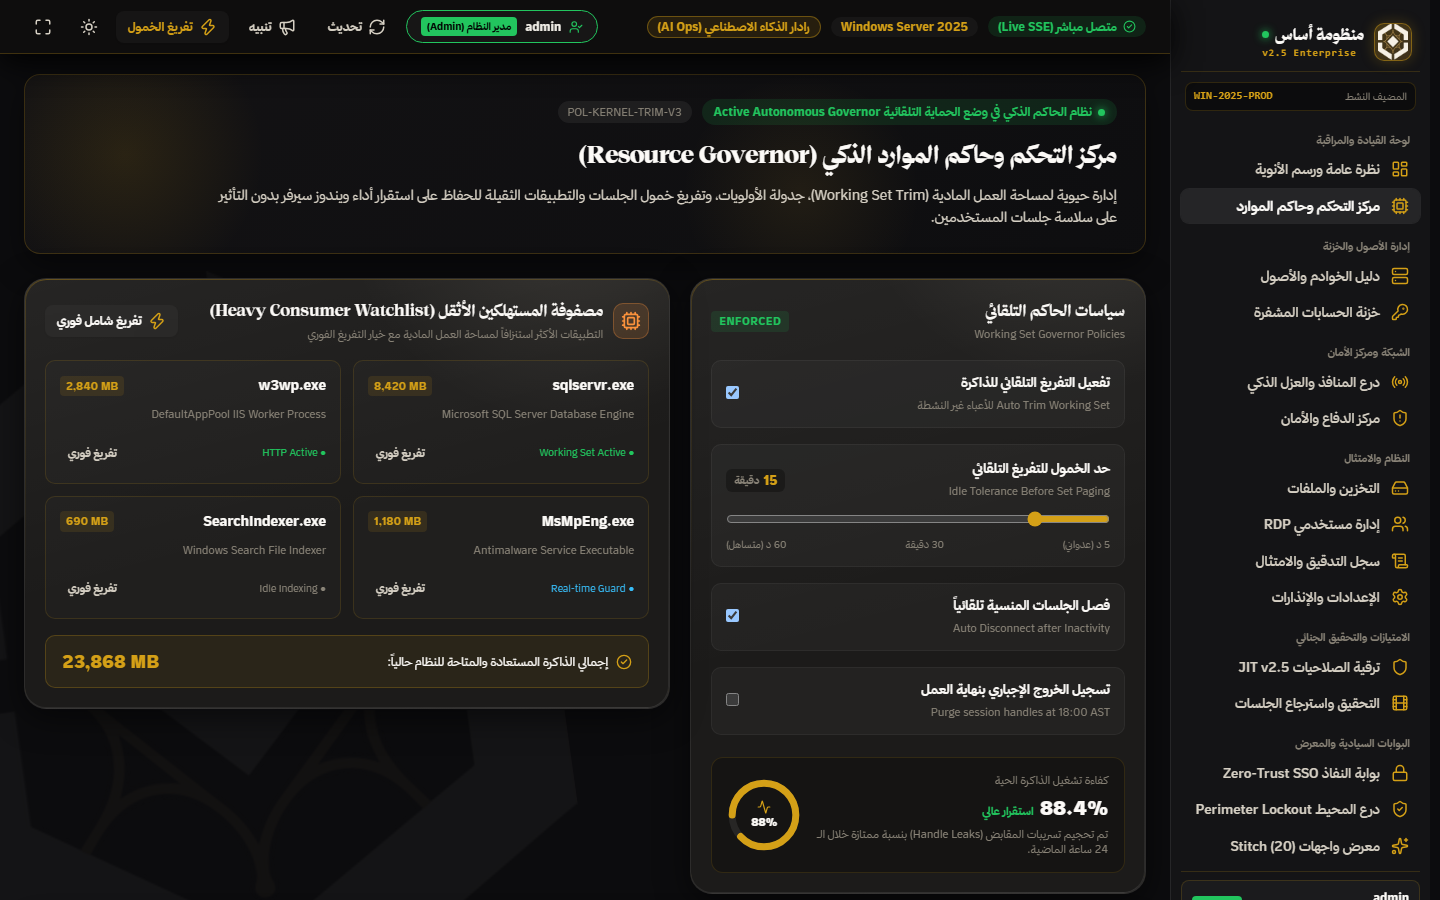 منظومة أساس
v2.5 Enterprise
المضيف النشط
WIN-2025-PROD
لوحة القيادة والمراقبة
نظرة عامة ورسم الأنوية
مركز التحكم وحاكم الموارد
إدارة الأصول والخزنة
دليل الخوادم والأصول
خزنة الحسابات المشفرة
الشبكة ومركز الأمان
درع المنافذ والعزل الذكي
مركز الدفاع والأمان
النظام والامتثال
التخزين والملفات
إدارة مستخدمي RDP
سجل التدقيق والامتثال
الإعدادات والإنذارات
الامتيازات والتحقيق الجنائي
ترقية الصلاحيات JIT v2.5
التحقيق واسترجاع الجلسات
البوابات السيادية والمعرض
بوابة النفاذ Zero-Trust SSO
درع المحيط Perimeter Lockout
معرض واجهات Stitch (20)
admin
متصل مباشر (Live SSE)
Windows Server 2025
رادار الذكاء الاصطناعي (AI Ops)
admin
مدير النظام (Admin)
تحديث
تنبيه
تفريغ الخمول
نظام الحاكم الذكي في وضع الحماية التلقائية Active Autonomous Governor
POL-KERNEL-TRIM-V3
مركز التحكم وحاكم الموارد الذكي (Resource Governor)
إدارة حيوية لمساحة العمل المادية (Working Set Trim)، جدولة الأولويات، وتفريغ خمول الجلسات والتطبيقات الثقيلة للحفاظ على استقرار أداء ويندوز سيرفر بدون التأثير
على سلاسة جلسات المستخدمين.
سياسات الحاكم التلقائي
Working Set Governor Policies
ENFORCED
تفعيل التفريغ التلقائي للذاكرة
Auto Trim Working Set للأعباء غير النشطة
حد الخمول للتفريغ التلقائي
Idle Tolerance Before Set Paging
15 دقيقة
5 د (عدواني)
30 دقيقة
60 د (متساهل)
فصل الجلسات المنسية تلقائياً
Auto Disconnect after Inactivity
تسجيل الخروج الإجباري بنهاية العمل
Purge session handles at 18:00 AST
كفاءة تشغيل الذاكرة الحية
88.4% استقرار عالي
تم تحجيم تسريبات المقابض (Handle Leaks) بنسبة ممتازة خلال الـ
24 ساعة الماضية.
88%
مصفوفة المستهلكين الأثقل (Heavy Consumer Watchlist)
التطبيقات الأكثر استنزافاً لمساحة العمل المادية مع خيار التفريغ الفوري
تفريغ شامل فوري
sqlservr.exe
8,420 MB
Microsoft SQL Server Database Engine
Working Set Active
تفريغ فوري
w3wp.exe
2,840 MB
DefaultAppPool IIS Worker Process
HTTP Active
تفريغ فوري
MsMpEng.exe
1,180 MB
Antimalware Service Executable
Real-time Guard
تفريغ فوري
SearchIndexer.exe
690 MB
Windows Search File Indexer
Idle Indexing
تفريغ فوري
إجمالي الذاكرة المستعادة والمتاحة للنظام حالياً:
23,868 MB